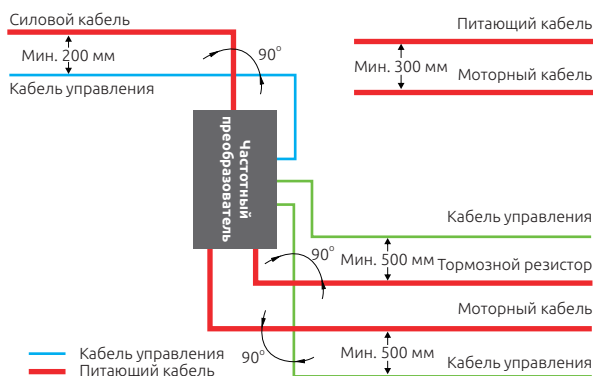 Силовой кабель
Мин. 200 мм
90°
Кабель управления
Питающий кабель
Мин. 300 мм
Моторный кабель
Частотный
преобразователь
Кабель управления
90°
Мин. 500 мм
Тормозной резистор
Моторный кабель
90°
Мин. 500 мм
Кабель управления
Кабель управления
Питающий кабель